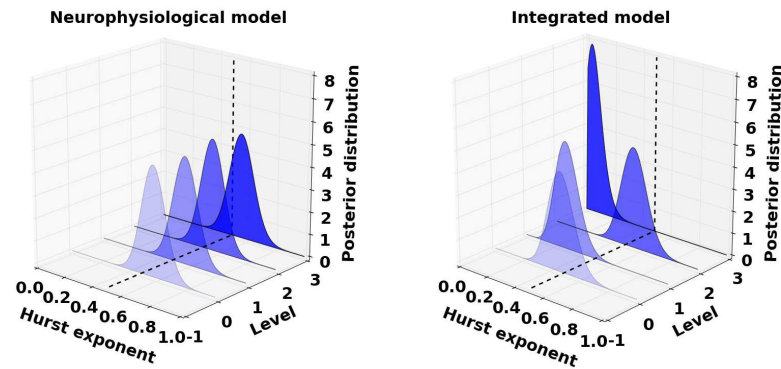 Neurophysiological model
8
7
6
5
4
3
2
1
0
Posterior distribution
0.0 0.2 0.4 0.6 0.8 1.0
Hurst exponent
-1 0 1 2 3
Level
Integrated model
8
7
6
5
4
3
2
1
0
Posterior distribution
0.0 0.2 0.4 0.6 0.8 1.0
Hurst exponent
-1 0 1 2 3
Level